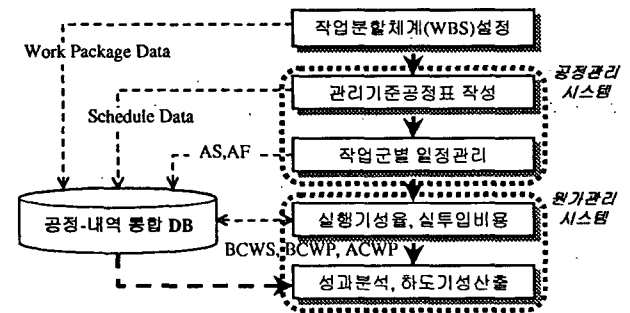 작업분할체계(WBS)설정
Work Package Data
공정관리
시스템
관리기준공정표 작성
Schedule Data
AS,AF
작업군별 일정관리
원가관리
시스템
공정-내역 통합 DB
실행기성율, 실투입비용
BCWS, BCWP, ACWP
성과분석, 하도기성산출